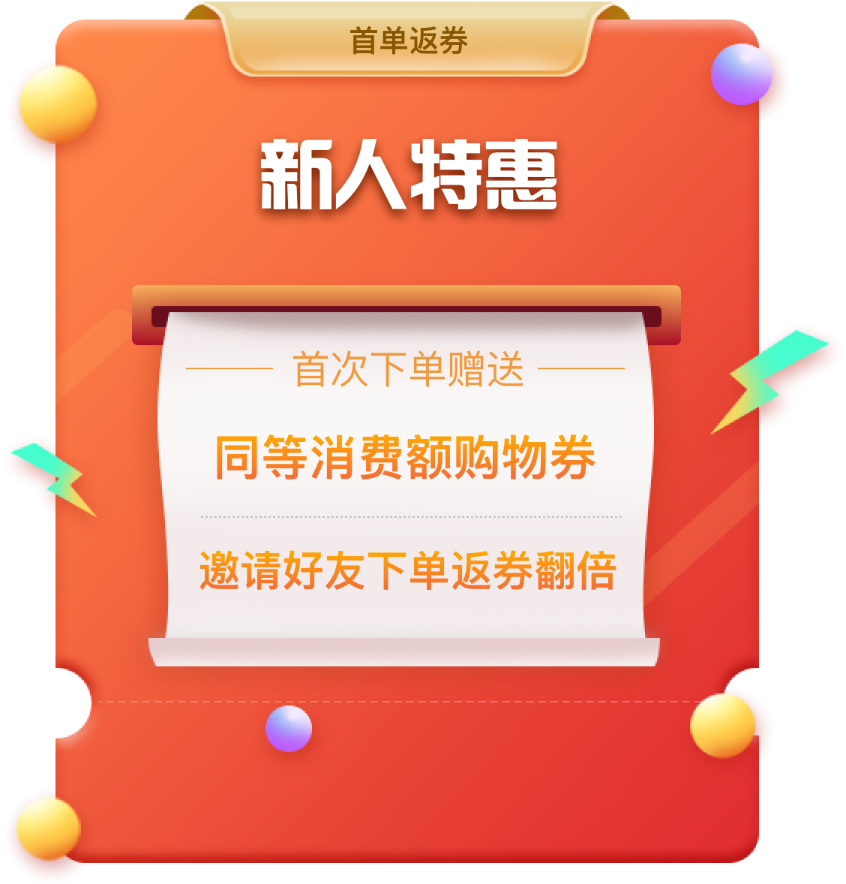 首单返券
新人特惠
首次下单赠送
同等消费额购物券
邀请好友下单返券翻倍